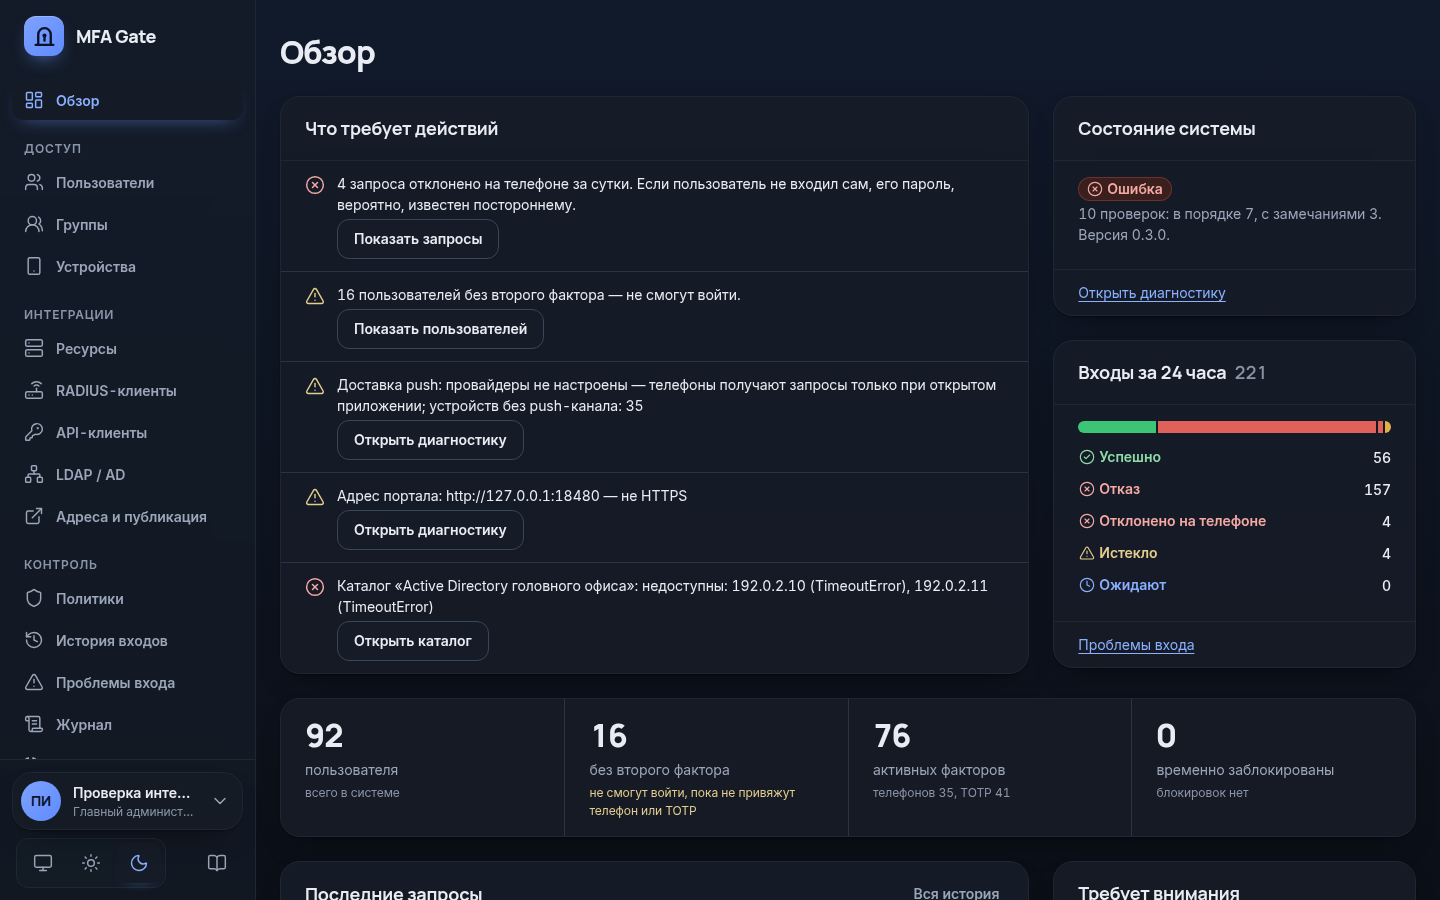 MFA Gate
Обзор
ДОСТУП
Пользователи
Группы
Устройства
ИНТЕГРАЦИИ
Ресурсы
RADIUS-клиенты
API-клиенты
LDAP / AD
Адреса и публикация
КОНТРОЛЬ
Политики
История входов
Проблемы входа
Журнал
ПИ
Проверка инте...
Главный админист...
Обзор
Что требует действий
4 запроса отклонено на телефоне за сутки. Если пользователь не входил сам, его пароль,
вероятно, известен постороннему.
Показать запросы
16 пользователей без второго фактора — не смогут войти.
Показать пользователей
Доставка push: провайдеры не настроены — телефоны получают запросы только при открытом
приложении; устройств без push-канала: 35
Открыть диагностику
Адрес портала: http://127.0.0.1:18480 — не HTTPS
Открыть диагностику
Каталог «Active Directory головного офиса»: недоступны: 192.0.2.10 (TimeoutError), 192.0.2.11
(TimeoutError)
Открыть каталог
Состояние системы
Ошибка
10 проверок: в порядке 7, с замечаниями 3.
Версия 0.3.0.
Открыть диагностику
Входы за 24 часа 221
Успешно 56
Отказ 157
Отклонено на телефоне 4
Истекло 4
Ожидают 0
Проблемы входа
92
пользователя
всего в системе
16
без второго фактора
не смогут войти, пока не привяжут
телефон или TOTP
76
активных факторов
телефонов 35, TOTP 41
0
временно заблокированы
блокировок нет
Последние запросы
Вся история
Требует внимания